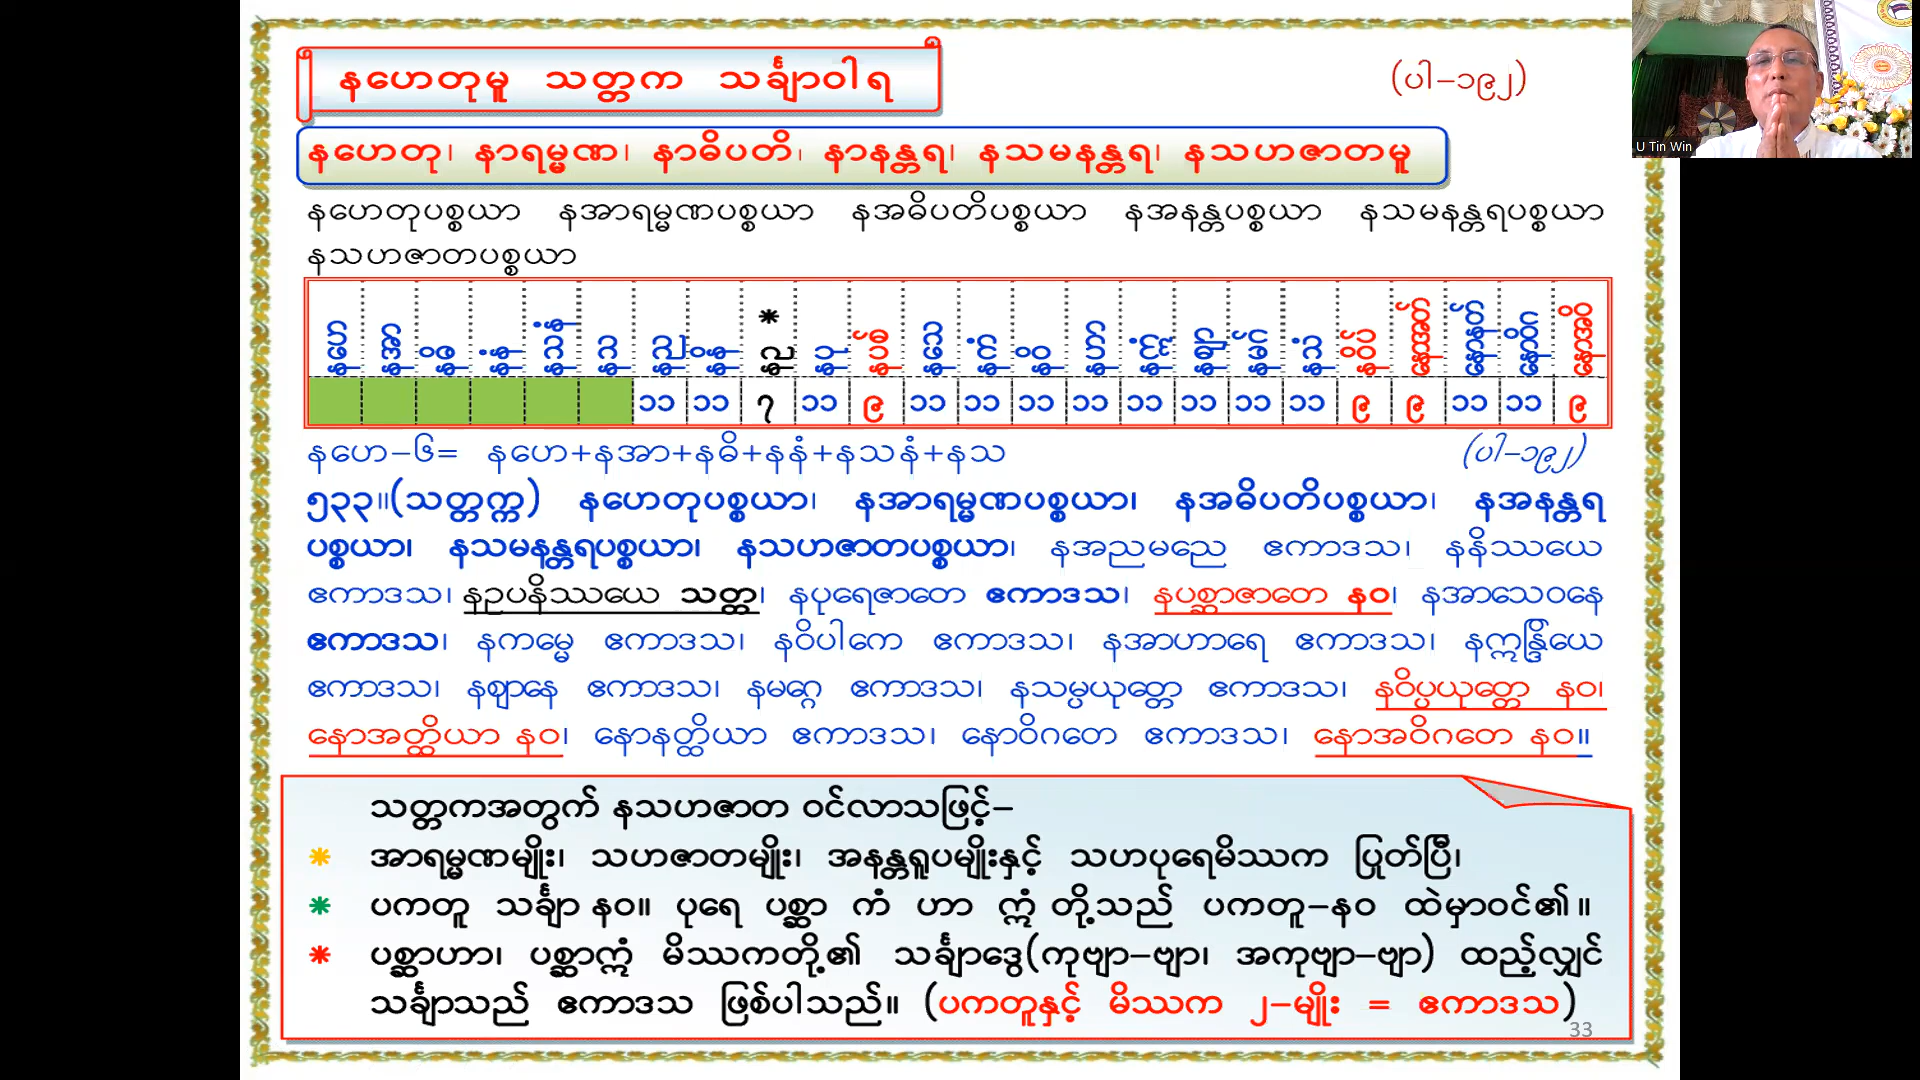 နဟေတုမူ သတ္တက သင်္ချာဝါရ
(ပါ-၁၉၂)
U Tin Win
နဟေတု၊ နာရမ္မဏ၊ နာဓိပတိ၊ နာနန္တရ၊ နသမနန္တရ၊ နသဟဇာတမူ
နဟေတုပစ္စယာ နအာရမ္မဏပစ္စယာ နအဓိပတိပစ္စယာ နအနန္တပစ္စယာ နသမနန္တရပစ္စယာ
နသဟဇာတပစ္စယာ
၁၁ ၁၁ ၇ ၁၁ ၉ ၁၁ ၁၁ ၁၁ ၁၁ ၁၁ ၁၁ ၁၁ ၁၁ ၉ ၉ ၁၁ ၁၁ ၉
နဟေ-၆= နဟေ+နအာ+နဓိ+နနံ+နသနံ+နသ (ပါ-၁၉၂)
၅၃၃။(သတ္တက္က) နဟေတုပစ္စယာ၊ နအာရမ္မဏပစ္စယာ၊ နအဓိပတိပစ္စယာ၊ နအနန္တရ
ပစ္စယာ၊ နသမနန္တရပစ္စယာ၊ နသဟဇာတပစ္စယာ၊ နအညမညေ ဧကာဒသ၊ နနိဿယေ
ဧကာဒသ၊ နဥပနိဿယေ သတ္တ၊ နပုရေဇာတေ ဧကာဒသ၊ နပစ္ဆာဇာတေ နဝ၊ နအာသေဝနေ
ဧကာဒသ၊ နကမ္မေ ဧကာဒသ၊ နဝိပါကေ ဧကာဒသ၊ နအာဟာရေ ဧကာဒသ၊ နဣန္ဒြိယေ
ဧကာဒသ၊ နဈာနေ ဧကာဒသ၊ နမဂ္ဂေ ဧကာဒသ၊ နသမ္ပယုတ္တေ ဧကာဒသ၊ နဝိပ္ပယုတ္တေ နဝ၊
နောအတ္ထိယာ နဝ၊ နောနတ္ထိယာ ဧကာဒသ၊ နောဝိဂတေ ဧကာဒသ၊ နောအဝိဂတေ နဝ။
သတ္တကအတွက် နသဟဇာတ ဝင်လာသဖြင့်-
အာရမ္မဏမျိုး၊ သဟဇာတမျိုး၊ အနန္တရူပမျိုးနှင့် သဟပုရေမိဿက ပြုတ်ပြီ၊
ပကတူ သင်္ချာ နဝ။ ပုရေ ပစ္ဆာ ကံ ဟာ ဣံ တို့သည် ပကတူ-နဝ ထဲမှာဝင်၏။
ပစ္ဆာဟာ၊ ပစ္ဆာဣံ မိဿကတို့၏ သင်္ချာဒွေ(ကုဗျာ-ဗျာ၊ အကုဗျာ-ဗျာ) ထည့်လျှင်
သင်္ချာသည် ဧကာဒသ ဖြစ်ပါသည်။ (ပကတူနှင့် မိဿက ၂-မျိုး = ဧကာဒသ)
33